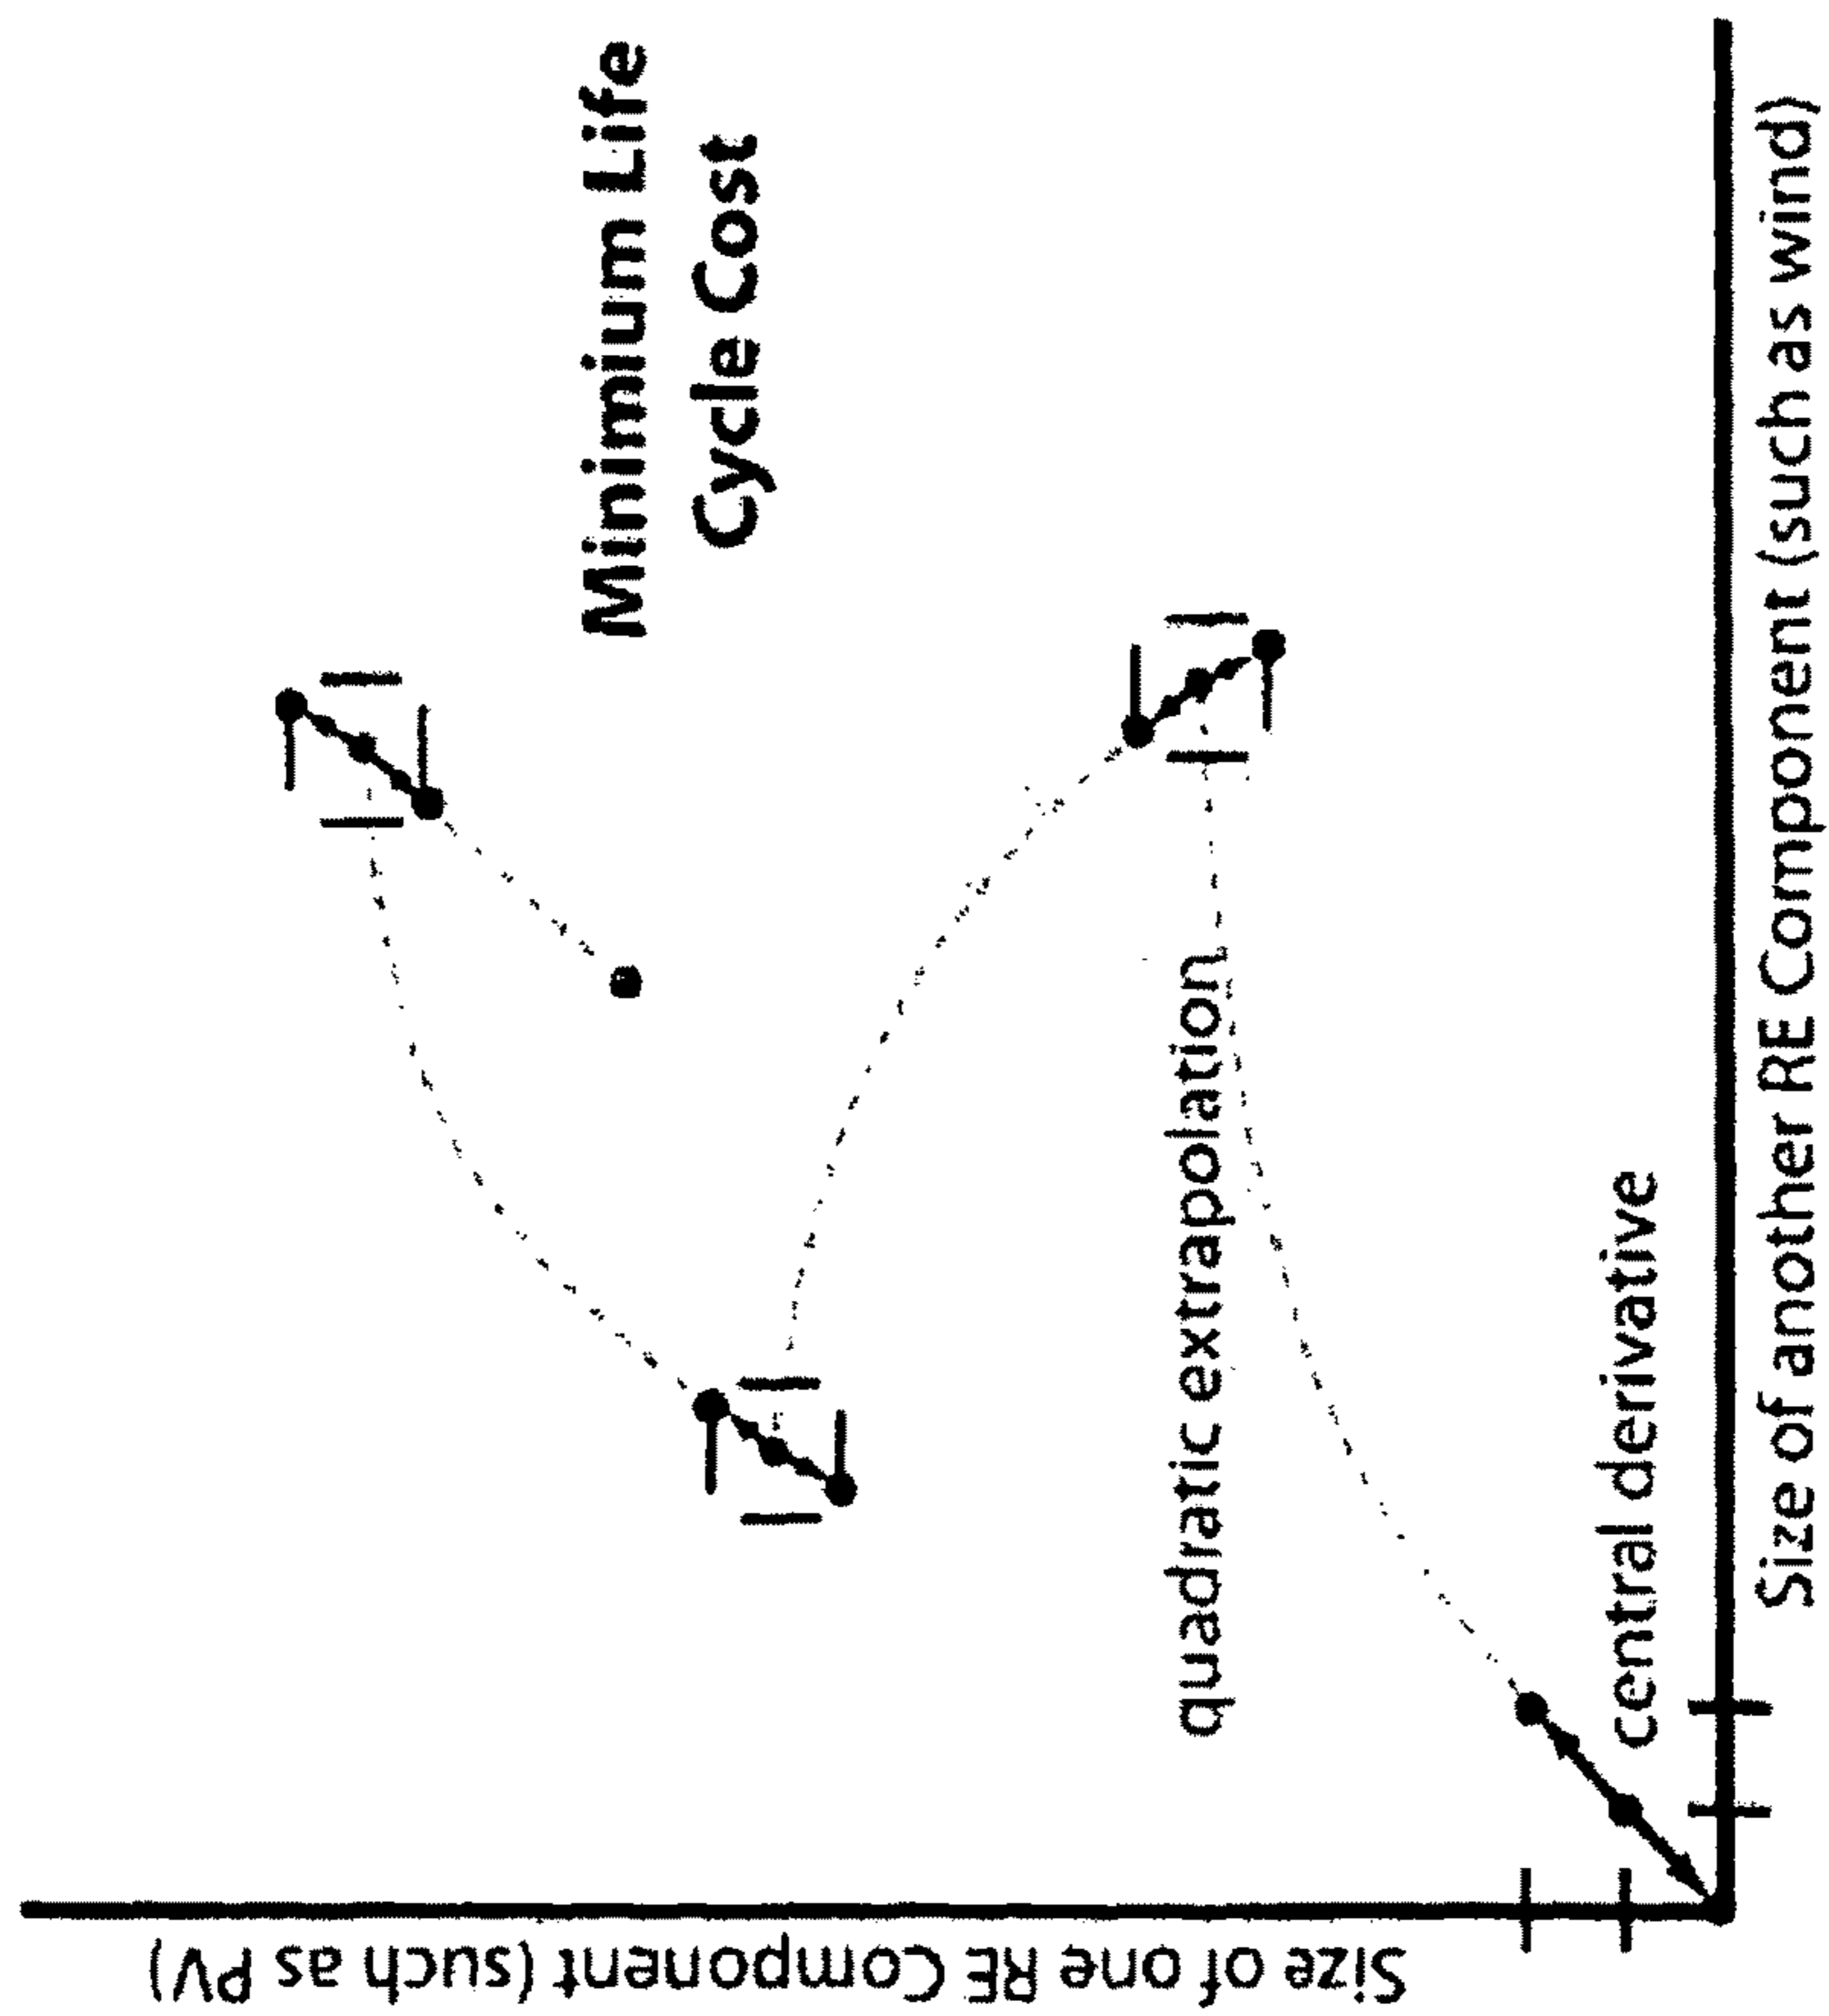 Minimium Life
Cycle Cost
quadratic extrapolation
central derivative
Size of another RE Component (such as wind)
Size of one RE Component (such as PV)